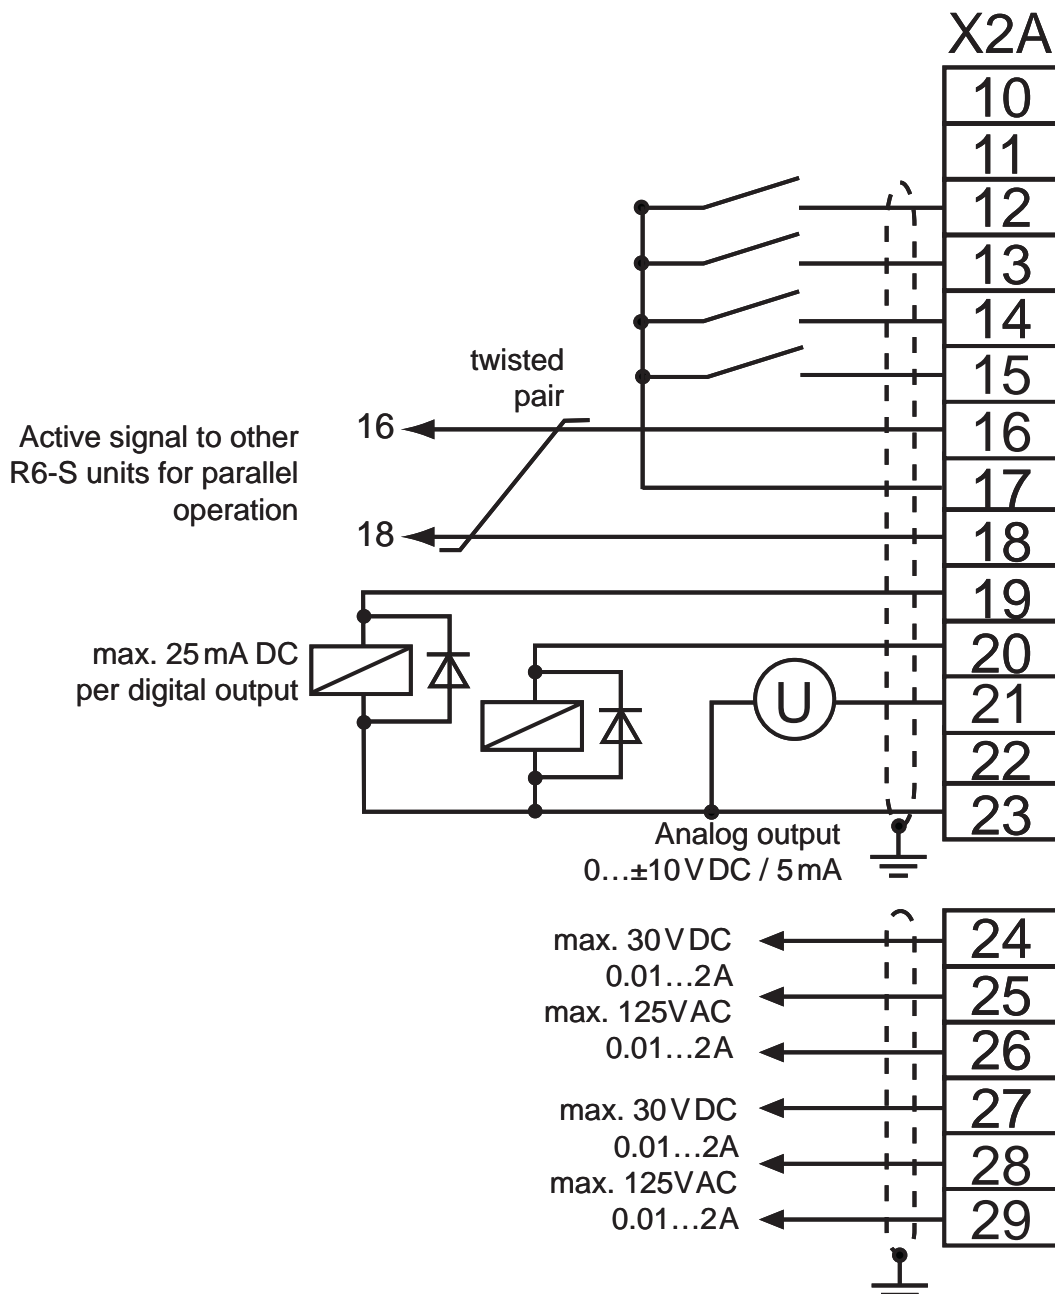 X2A
10
11
12
13
14
twisted
pair
15
Active signal to other
R6-S units for parallel
operation
16
16
17
18
18
19
max. 25 mA DC
per digital output
20
U
21
22
23
Analog output
0...±10 V DC / 5 mA
max. 30 V DC
24
0.01...2 A
25
max. 125VAC
0.01...2 A
26
max. 30 V DC
27
0.01...2A
28
max. 125VAC
0.01...2 A
29